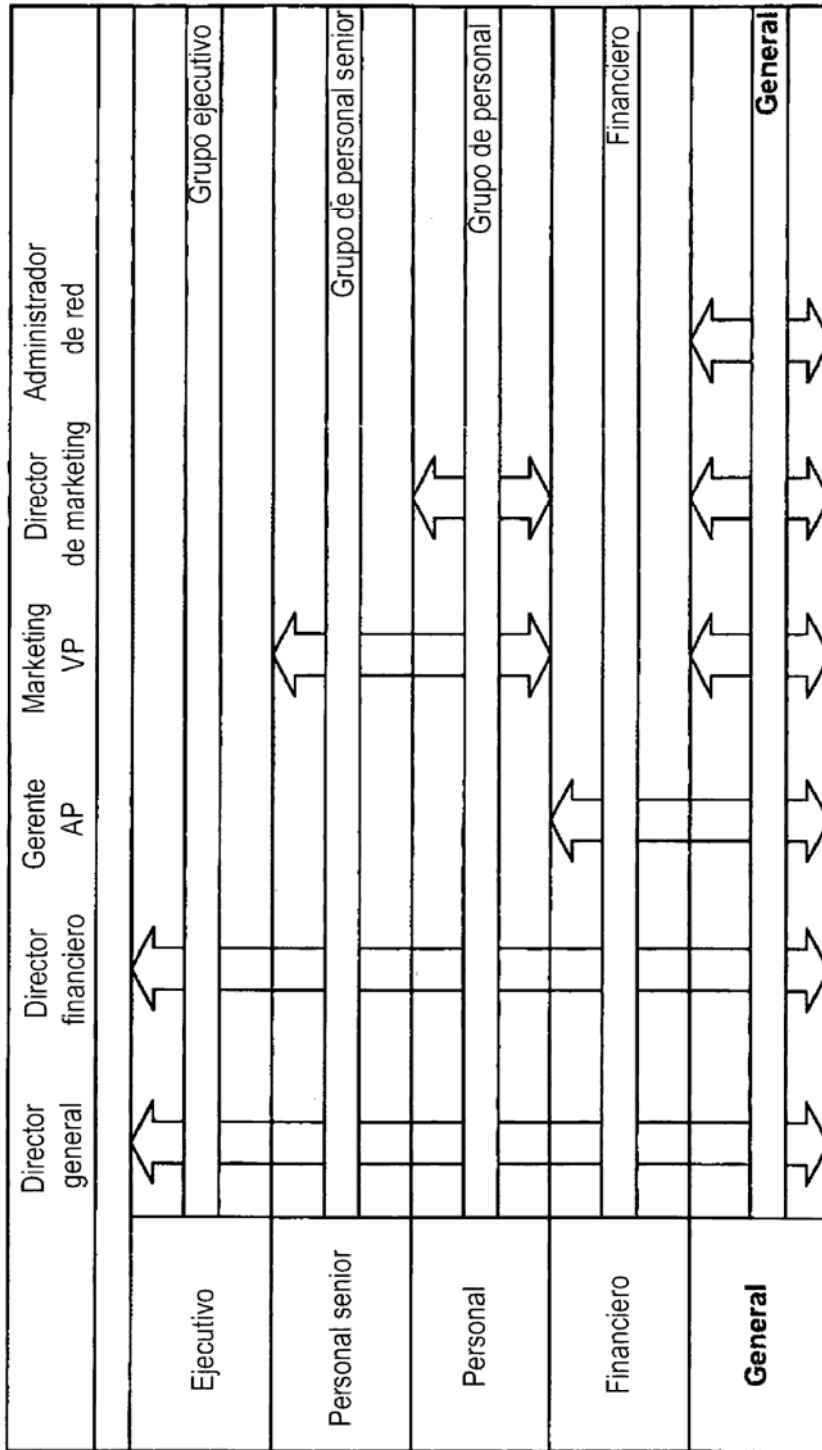 Director
general
Director
financiero
Gerente
AP
Marketing
VP
Director
de marketing
Administrador
de red
Ejecutivo
Grupo ejecutivo
Personal senior
Grupo de personal senior
Personal
Grupo de personal
Financiero
Financiero
General
General